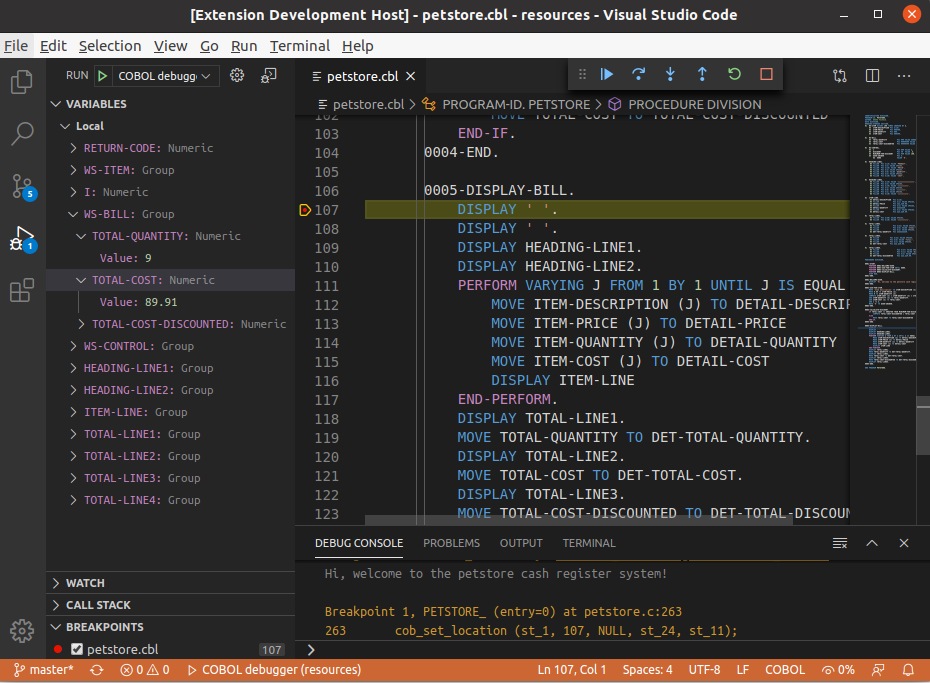 [Extension Development Host] - petstore.cbl - resources - Visual Studio Code
File Edit Selection View Go Run Terminal Help
RUN COBOL debugg
petstore.cbl
petstore.cbl > PROGRAM-ID. PETSTORE > PROCEDURE DIVISION
VARIABLES
Local
RETURN-CODE: Numeric
WS-ITEM: Group
I: Numeric
WS-BILL: Group
TOTAL-QUANTITY: Numeric
Value: 9
TOTAL-COST: Numeric
Value: 89.91
TOTAL-COST-DISCOUNTED: Numeric
WS-CONTROL: Group
HEADING-LINE1: Group
HEADING-LINE2: Group
ITEM-LINE: Group
TOTAL-LINE1: Group
TOTAL-LINE2: Group
TOTAL-LINE3: Group
TOTAL-LINE4: Group
WATCH
CALL STACK
BREAKPOINTS
petstore.cbl 107
5
1
102 MOVE TOTAL-COST TO TOTAL-COST-DISCOUNTED
103 END-IF.
104 0004-END.
105
106 0005-DISPLAY-BILL.
107 DISPLAY ' '.
108 DISPLAY ' '.
109 DISPLAY HEADING-LINE1.
110 DISPLAY HEADING-LINE2.
111 PERFORM VARYING J FROM 1 BY 1 UNTIL J IS EQUAL
112 MOVE ITEM-DESCRIPTION (J) TO DETAIL-DESCRIP
113 MOVE ITEM-PRICE (J) TO DETAIL-PRICE
114 MOVE ITEM-QUANTITY (J) TO DETAIL-QUANTITY
115 MOVE ITEM-COST (J) TO DETAIL-COST
116 DISPLAY ITEM-LINE
117 END-PERFORM.
118 DISPLAY TOTAL-LINE1.
119 MOVE TOTAL-QUANTITY TO DET-TOTAL-QUANTITY.
120 DISPLAY TOTAL-LINE2.
121 MOVE TOTAL-COST TO DET-TOTAL-COST.
122 DISPLAY TOTAL-LINE3.
123 MOVE TOTAL-COST-DISCOUNTED TO DET-TOTAL-DISCOUN
DEBUG CONSOLE PROBLEMS OUTPUT TERMINAL
Hi, welcome to the petstore cash register system!
Breakpoint 1, PETSTORE_ (entry=0) at petstore.c:263
263 cob_set_location (st_1, 107, NULL, st_24, st_11);
master* 0 0 COBOL debugger (resources) Ln 107, Col 1 Spaces: 4 UTF-8 LF COBOL 0%